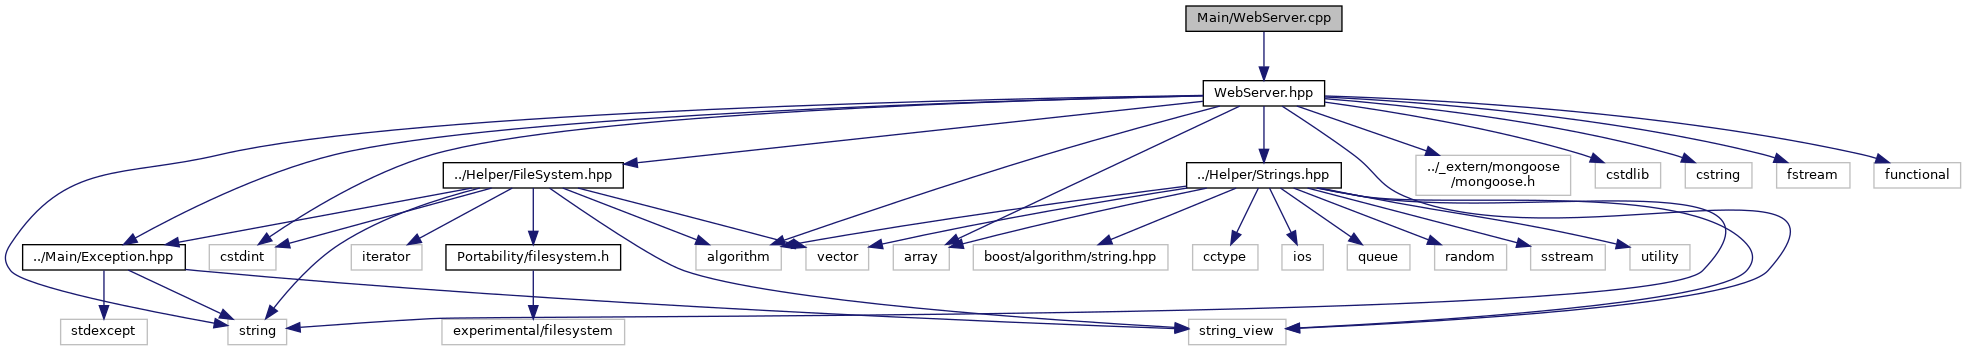 Main/WebServer.cpp
WebServer.hpp
../Helper/FileSystem.hpp
../Helper/Strings.hpp
../_extern/mongoose
/mongoose.h
cstdlib
cstring
fstream
functional
../Main/Exception.hpp
cstdint
iterator
Portability/filesystem.h
algorithm
vector
array
boost/algorithm/string.hpp
cctype
ios
queue
random
sstream
utility
stdexcept
string
experimental/filesystem
string_view